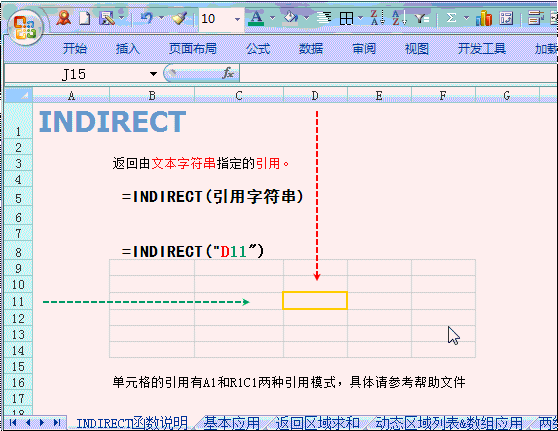 10 A
开始 插入 页面布局 公式 数据 审阅 视图 开发工具 加载
J15 fx
A B C D E F G
1 INDIRECT
2
3 返回由文本字符串指定的引用。
4
5 =INDIRECT(引用字符串)
6
7
8 =INDIRECT("D11")
9
10
11
12
13
14
15
16 单元格的引用有A1和R1C1两种引用模式，具体请参考帮助文件
17
18
INDIRECT函数说明 基本应用 返回区域求和 动态区域列表&数组应用